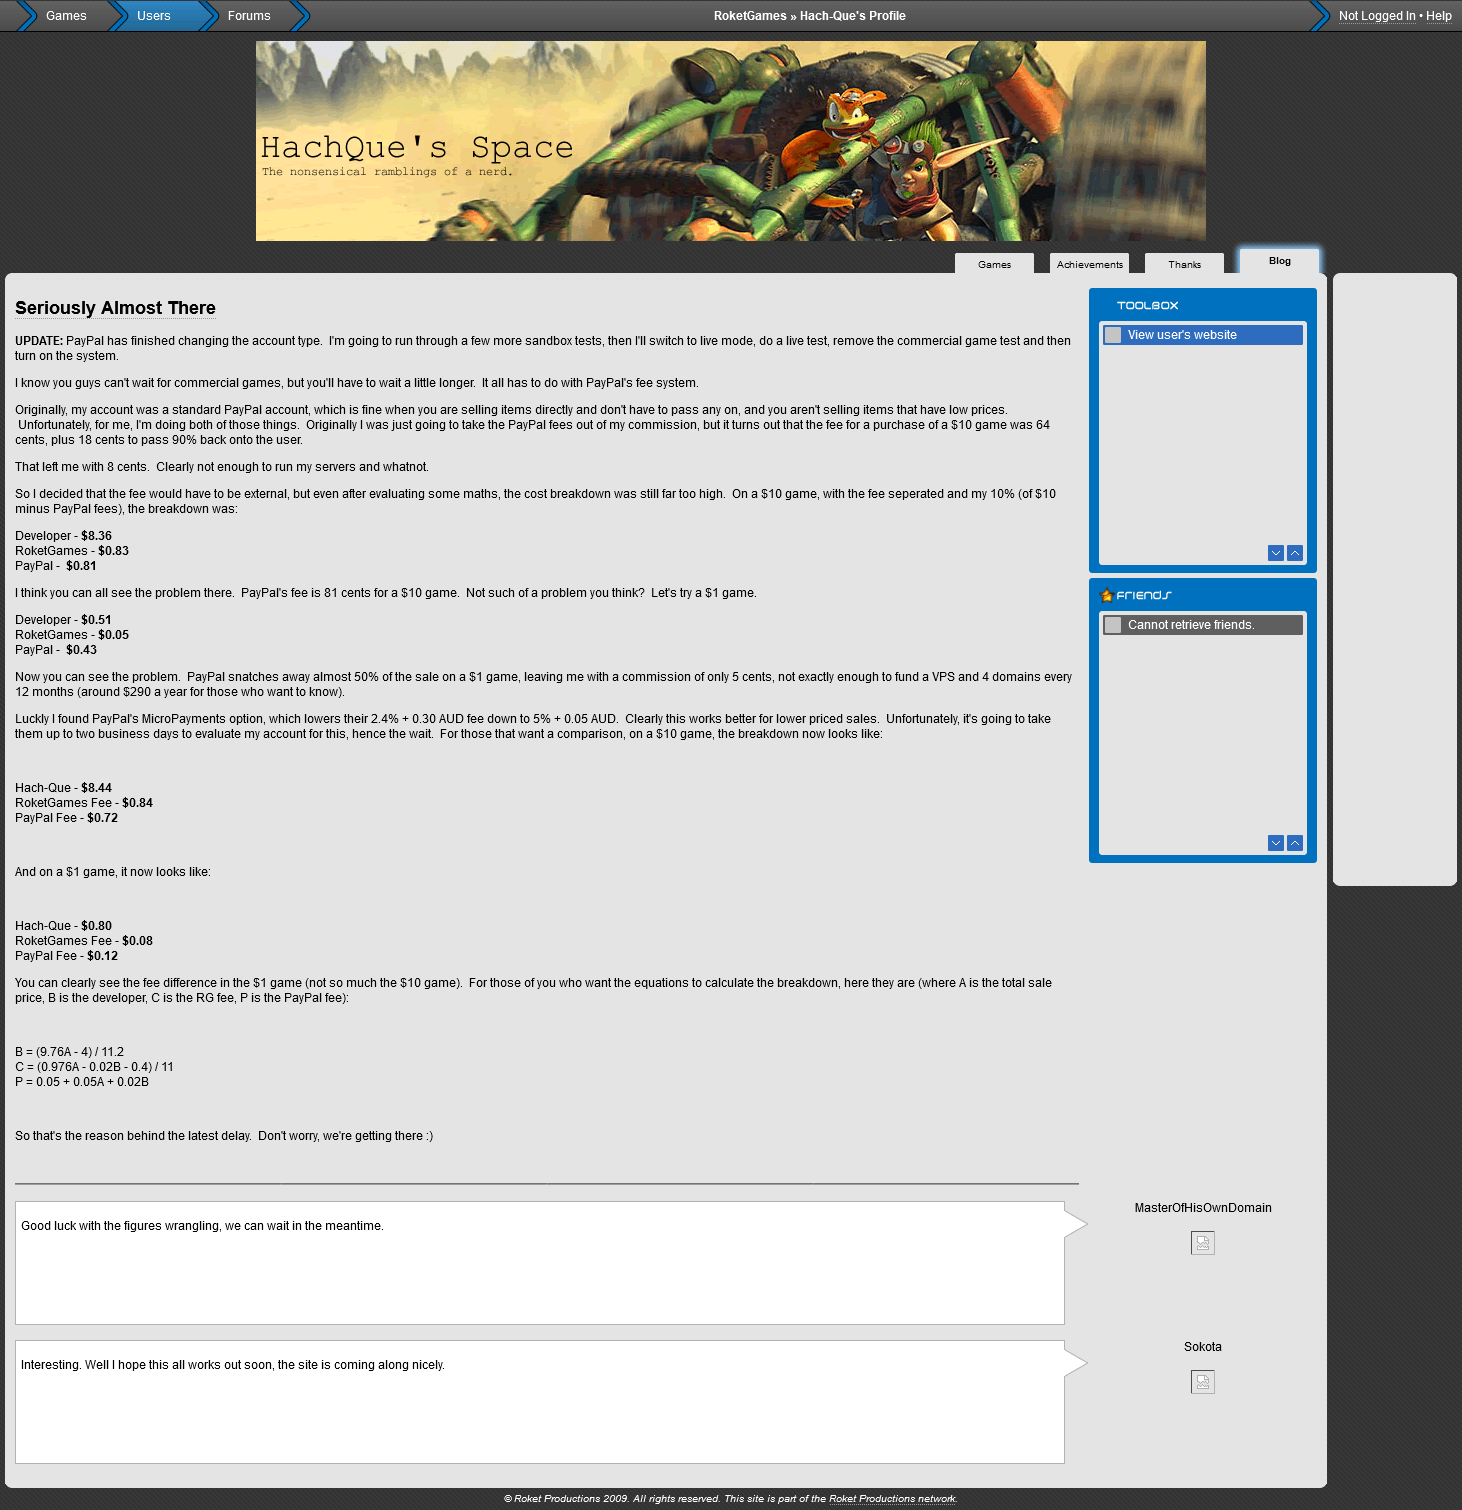 Games
Users
Forums
RoketGames » Hach-Que's Profile
Not Logged In • Help
HachQue's Space
The nonsensical ramblings of a nerd.
Games
Achievements
Thanks
Blog
Seriously Almost There
UPDATE: PayPal has finished changing the account type.  I'm going to run through a few more sandbox tests, then I'll switch to live mode, do a live test, remove the commercial game test and then
turn on the system.
I know you guys can't wait for commercial games, but you'll have to wait a little longer.  It all has to do with PayPal's fee system.
Originally, my account was a standard PayPal account, which is fine when you are selling items directly and don't have to pass any on, and you aren't selling items that have low prices.
Unfortunately, for me, I'm doing both of those things.  Originally I was just going to take the PayPal fees out of my commission, but it turns out that the fee for a purchase of a $10 game was 64
cents, plus 18 cents to pass 90% back onto the user.
That left me with 8 cents.  Clearly not enough to run my servers and whatnot.
So I decided that the fee would have to be external, but even after evaluating some maths, the cost breakdown was still far too high.  On a $10 game, with the fee seperated and my 10% (of $10
minus PayPal fees), the breakdown was:
Developer - $8.36
RoketGames - $0.83
PayPal -  $0.81
I think you can all see the problem there.  PayPal's fee is 81 cents for a $10 game.  Not such of a problem you think?  Let's try a $1 game.
Developer - $0.51
RoketGames - $0.05
PayPal -  $0.43
Now you can see the problem.  PayPal snatches away almost 50% of the sale on a $1 game, leaving me with a commission of only 5 cents, not exactly enough to fund a VPS and 4 domains every
12 months (around $290 a year for those who want to know).
Luckly I found PayPal's MicroPayments option, which lowers their 2.4% + 0.30 AUD fee down to 5% + 0.05 AUD.  Clearly this works better for lower priced sales.  Unfortunately, it's going to take
them up to two business days to evaluate my account for this, hence the wait.  For those that want a comparison, on a $10 game, the breakdown now looks like:
Hach-Que - $8.44
RoketGames Fee - $0.84
PayPal Fee - $0.72
And on a $1 game, it now looks like:
Hach-Que - $0.80
RoketGames Fee - $0.08
PayPal Fee - $0.12
You can clearly see the fee difference in the $1 game (not so much the $10 game).  For those of you who want the equations to calculate the breakdown, here they are (where A is the total sale
price, B is the developer, C is the RG fee, P is the PayPal fee):
B = (9.76A - 4) / 11.2
C = (0.976A - 0.02B - 0.4) / 11
P = 0.05 + 0.05A + 0.02B
So that's the reason behind the latest delay.  Don't worry, we're getting there :)
TOOLBOX
View user's website
FRIENDS
Cannot retrieve friends.
Good luck with the figures wrangling, we can wait in the meantime.
MasterOfHisOwnDomain
Interesting. Well I hope this all works out soon, the site is coming along nicely.
Sokota
© Roket Productions 2009. All rights reserved. This site is part of the Roket Productions network.